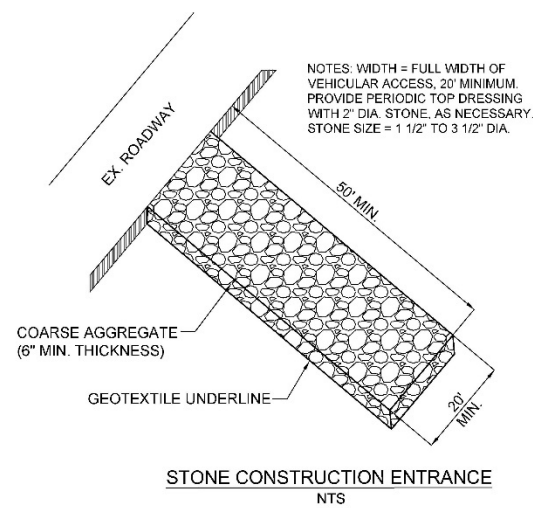 NOTES: WIDTH = FULL WIDTH OF
VEHICULAR ACCESS, 20' MINIMUM.
PROVIDE PERIODIC TOP DRESSING
WITH 2" DIA. STONE, AS NECESSARY.
STONE SIZE = 1 1/2" TO 3 1/2" DIA.
EX. ROADWAY
50' MIN.
COARSE AGGREGATE
(6" MIN. THICKNESS)
GEOTEXTILE UNDERLINE
20'
MIN.
STONE CONSTRUCTION ENTRANCE
NTS